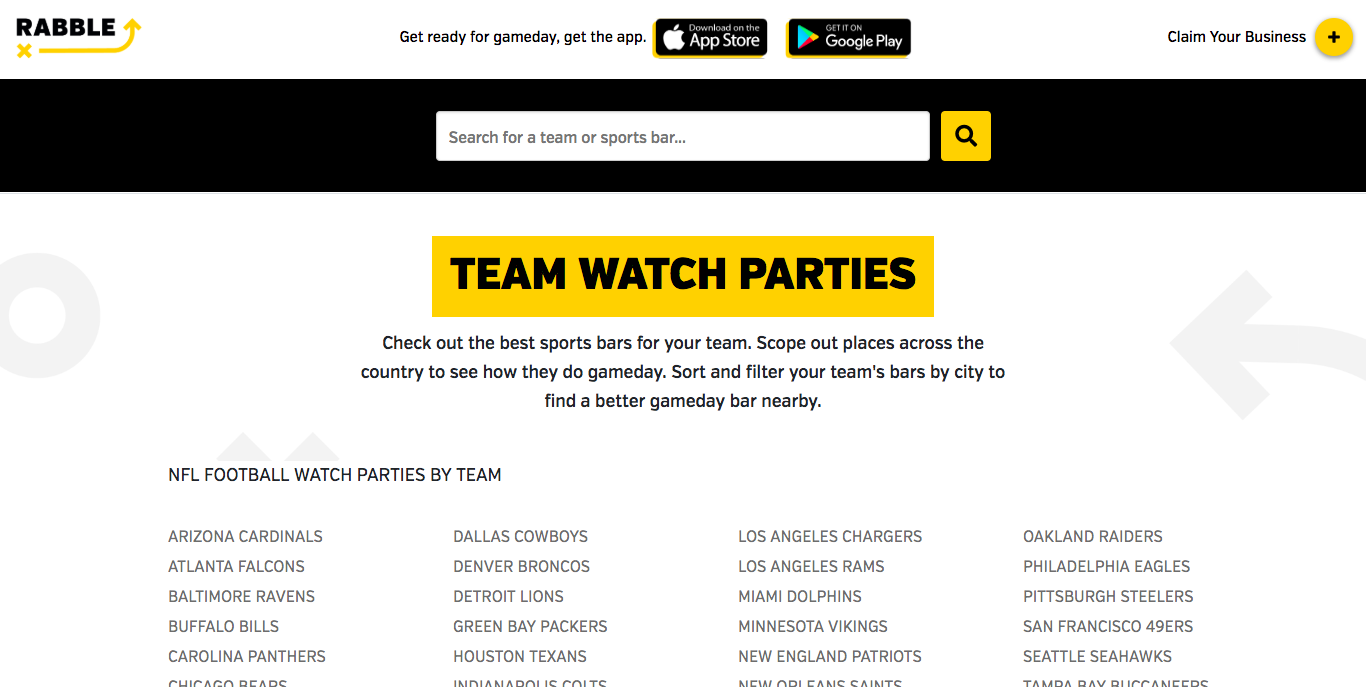 RABBLE
Get ready for gameday, get the app.
Download on the
App Store
GET IT ON
Google Play
Claim Your Business
Search for a team or sports bar...
TEAM WATCH PARTIES
Check out the best sports bars for your team. Scope out places across the
country to see how they do gameday. Sort and filter your team's bars by city to
find a better gameday bar nearby.
NFL FOOTBALL WATCH PARTIES BY TEAM
ARIZONA CARDINALS
ATLANTA FALCONS
BALTIMORE RAVENS
BUFFALO BILLS
CAROLINA PANTHERS
CHICAGO BEARS
DALLAS COWBOYS
DENVER BRONCOS
DETROIT LIONS
GREEN BAY PACKERS
HOUSTON TEXANS
INDIANAPOLIS COLTS
LOS ANGELES CHARGERS
LOS ANGELES RAMS
MIAMI DOLPHINS
MINNESOTA VIKINGS
NEW ENGLAND PATRIOTS
NEW ORLEANS SAINTS
OAKLAND RAIDERS
PHILADELPHIA EAGLES
PITTSBURGH STEELERS
SAN FRANCISCO 49ERS
SEATTLE SEAHAWKS
TAMPA BAY BUCCANEERS